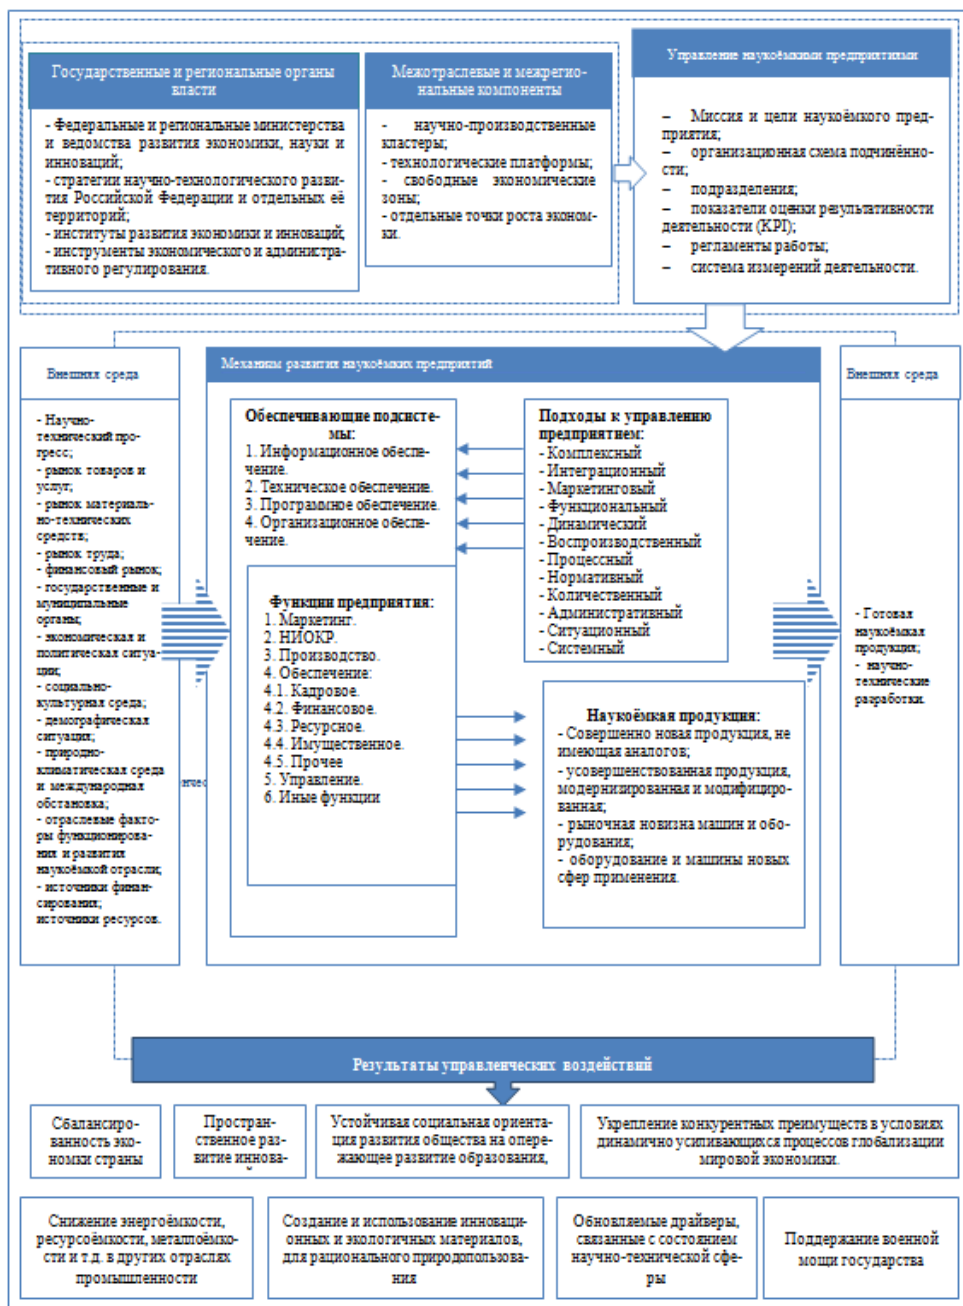 Государственные и региональные органы
власти
- Федеральные и региональные министерства
и ведомства развития экономики, науки и
инноваций;
- стратегии научно-технологического разви-
тия Российской Федерации и отдельных её
территорий;
- институты развития экономики и инноваций;
- инструменты экономического и административ-
тивного регулирования.
Межотраслевые и межрегио-
нальные компоненты
- научно-производственные
кластеры;
- технологические платформы;
- свободные экономические
зоны;
- отдельные точки роста эконом-
ки.
Управление наукоёмкими предприятиями
– Миссия и цели наукоёмкого пред-
приятия;
– организационная схема подчинённо-
сти;
– подразделения;
– показатели оценки результативности
деятельности (KPI);
– регламенты работы;
– система измерений деятельности.
Внешняя среда
- Научно-
технический про-
гресс;
- рынок товаров и
услуг;
- рынок материаль-
но-технических
средств;
- рынок труда;
- финансовый рынок;
- государственные и
муниципальные
органы;
- экономическая и
политическая ситуа-
ции;
- социально-
культурная среда;
- демографическая
ситуация;
- природно-
климатическая среда
и международная
обстановка;
- отраслевые факто-
ры функционирова-
ния и развития
наукоёмкой отрасли;
- источники финан-
сирования;
источники ресурсов.
Механизм развития наукоёмких предприятий
Обеспечивающие подсисте-
мы:
1. Информационное обеспе-
чение.
2. Техническое обеспечение.
3. Программное обеспечение.
4. Организационное обеспе-
чение.
Функции предприятия:
1. Маркетинг.
2. НИОКР.
3. Производство.
4. Обеспечение:
4.1. Кадровое.
4.2. Финансовое.
4.3. Ресурсное.
4.4. Имущественное.
4.5. Прочее
5. Управление.
6. Иные функции
Подходы к управлению
предприятием:
- Комплексный
- Интеграционный
- Маркетинговый
- Функциональный
- Динамический
- Воспроизводственный
- Процессный
- Нормативный
- Количественный
- Административный
- Ситуационный
- Системный
Наукоёмкая продукция:
- Совершенно новая продукция, не
имеющая аналогов;
- усовершенствованная продукция,
модернизированная и модифициро-
ванная;
- рыночная новизна машин и обо-
рудования;
- оборудование и машины новых
сфер применения.
Внешняя среда
- Готовая
наукоёмкая
продукция;
- научно-
технические
разработки.
Результаты управленческих воздействий
Сбалансиро-
ванность эко-
номки страны
Простран-
ственное раз-
витие иннова-
Устойчивая социальная ориента-
ция развития общества на опере-
жающее развитие образования,
Укрепление конкурентных преимуществ в условиях
динамично усиливающихся процессов глобализации
мировой экономики.
Снижение энергоёмкости,
ресурсоёмкости, металлоёмко-
сти и т.д. в других отраслях
промышленности
Создание и использование инноваци-
онных и экологичных материалов,
для рационального природопользова-
ния
Обновляемые драйверы,
связанные с состоянием
научно-технической сфе-
ры
Поддержание военной
мощи государства